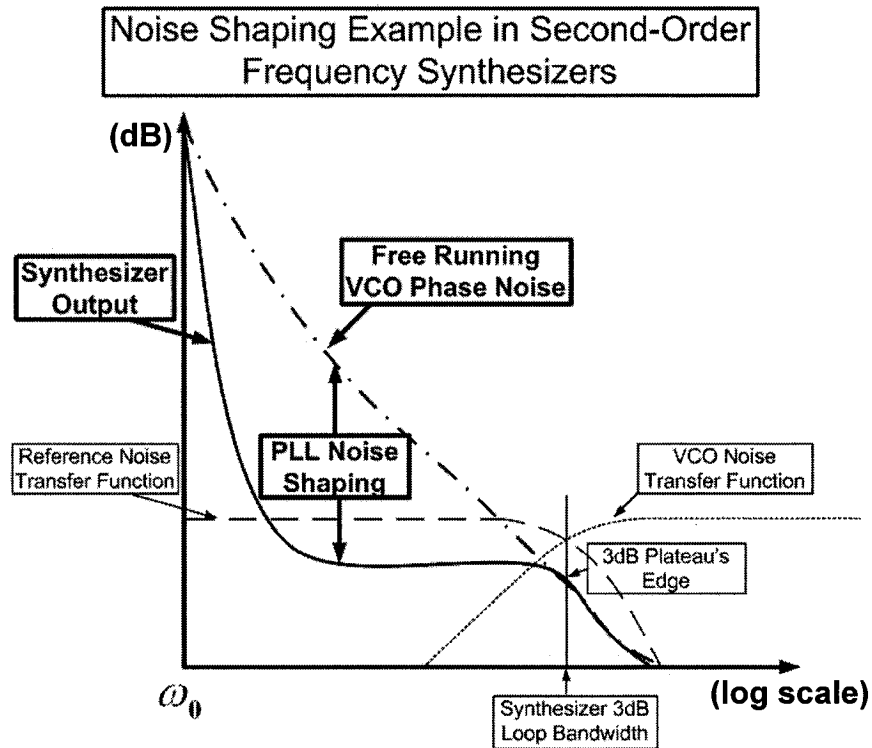 Noise Shaping Example in Second-Order
Frequency Synthesizers
(dB)
Free Running
VCO Phase Noise
Synthesizer
Output
PLL Noise
Shaping
Reference Noise
Transfer Function
VCO Noise
Transfer Function
3dB Plateau's
Edge
ω₀
(log scale)
Synthesizer 3dB
Loop Bandwidth